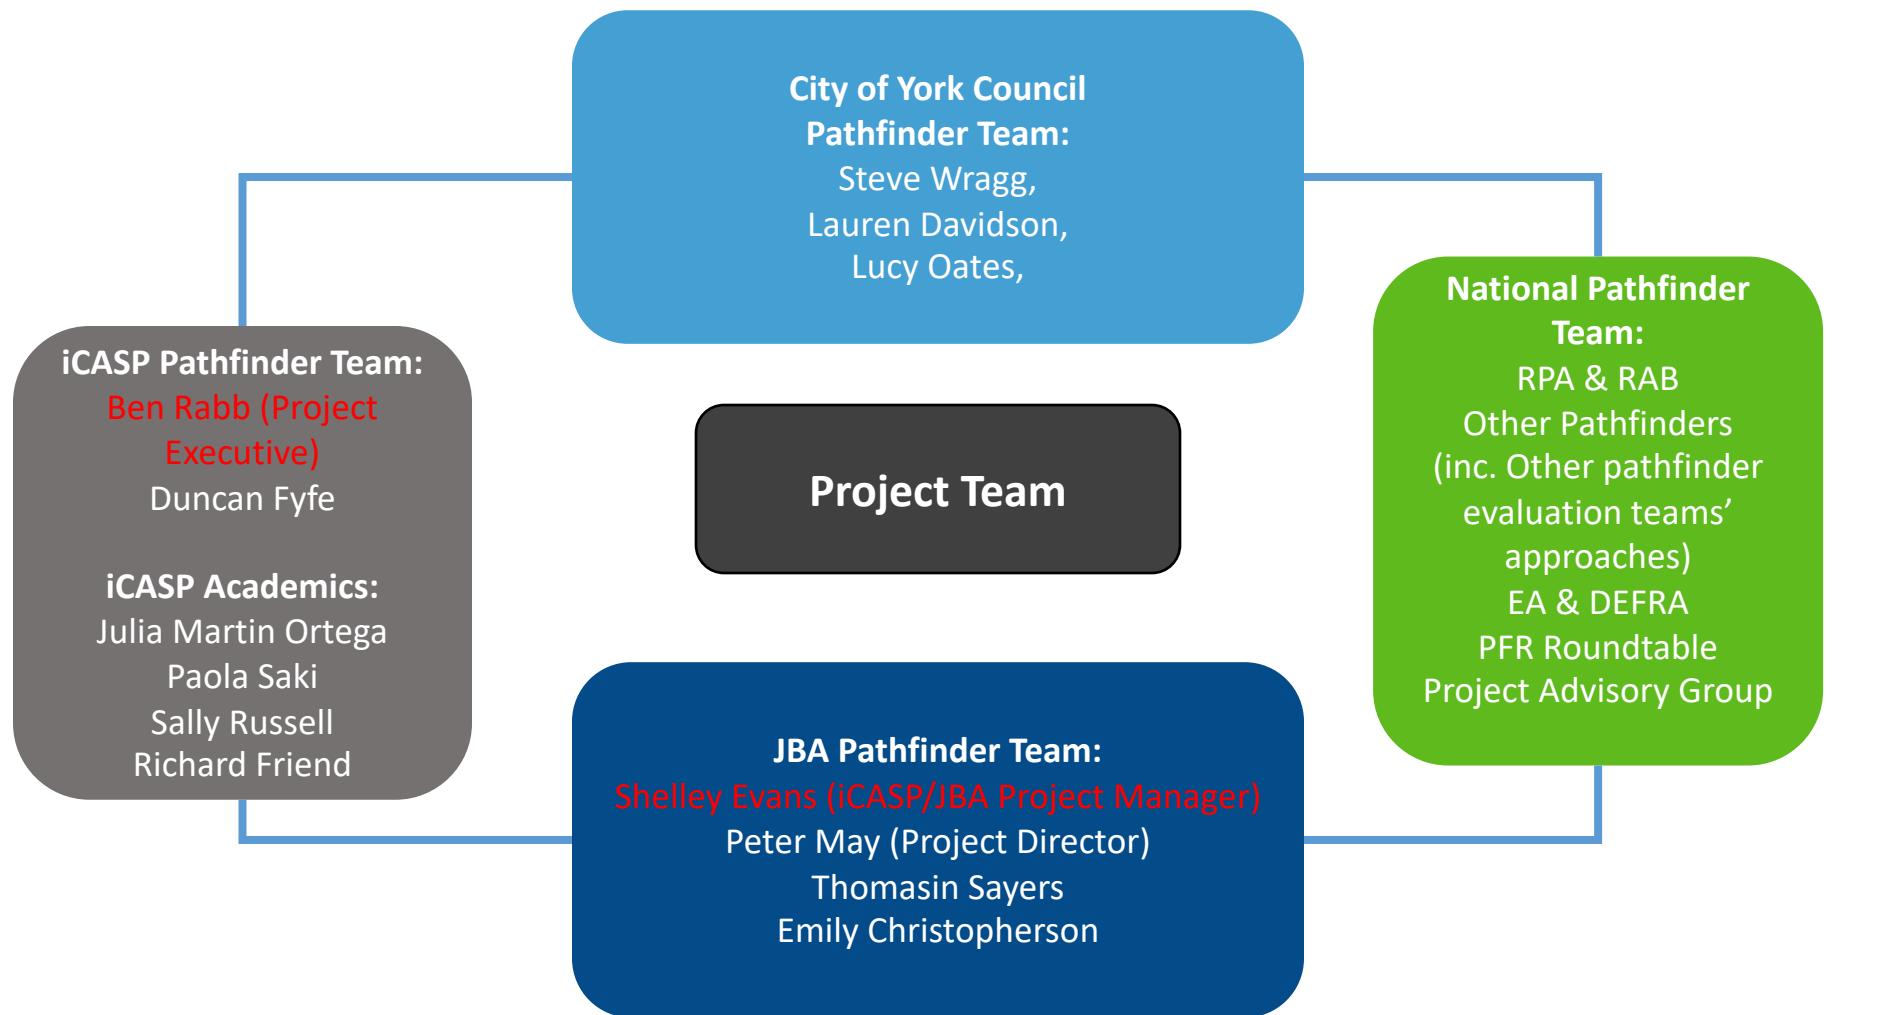 City of York Council
Pathfinder Team:
Steve Wragg,
Lauren Davidson,
Lucy Oates,
iCASP Pathfinder Team:
Ben Rabb (Project
Executive)
Duncan Fyfe
iCASP Academics:
Julia Martin Ortega
Paola Saki
Sally Russell
Richard Friend
Project Team
National Pathfinder
Team:
RPA & RAB
Other Pathfinders
(inc. Other pathfinder
evaluation teams’
approaches)
EA & DEFRA
PFR Roundtable
Project Advisory Group
JBA Pathfinder Team:
Shelley Evans (iCASP/JBA Project Manager)
Peter May (Project Director)
Thomasin Sayers
Emily Christopherson